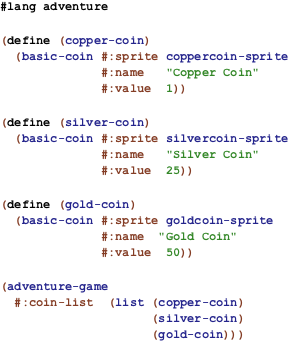 #lang adventure
(define (copper-coin)
(basic-coin #:sprite coppercoin-sprite
#:name "Copper Coin"
#:value 1))
(define (silver-coin)
(basic-coin #:sprite silvercoin-sprite
#:name "Silver Coin"
#:value 25))
(define (gold-coin)
(basic-coin #:sprite goldcoin-sprite
#:name "Gold Coin"
#:value 50))
(adventure-game
#:coin-list (list (copper-coin)
(silver-coin)
(gold-coin)))